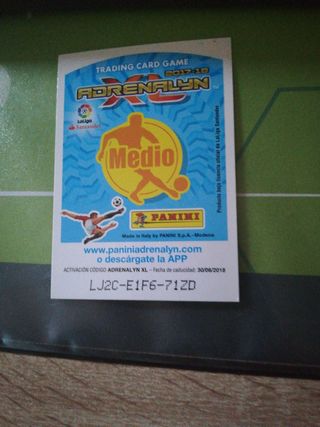 TRADING CARD GAME
2017-18
ADRENALYN
XL™
LaLiga
Santander
Medio
PANINI
Made in Italy by PANINI S.p.A. - Modena
Producto bajo licencia oficial de LaLiga Santander
www.paniniadrenalyn.com
o descárgate la APP
ACTIVACIÓN CÓDIGO ADRENALYN XL – Fecha de caducidad: 30/06/2018
LJ2C-E1F6-71ZD